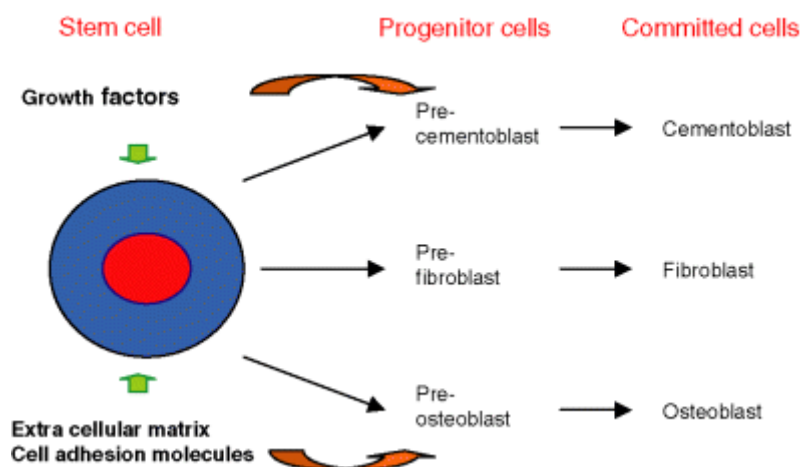 Stem cell
Progenitor cells
Committed cells
Growth factors
Pre-
cementoblast
Cementoblast
Pre-
fibroblast
Fibroblast
Pre-
osteoblast
Osteoblast
Extra cellular matrix
Cell adhesion molecules